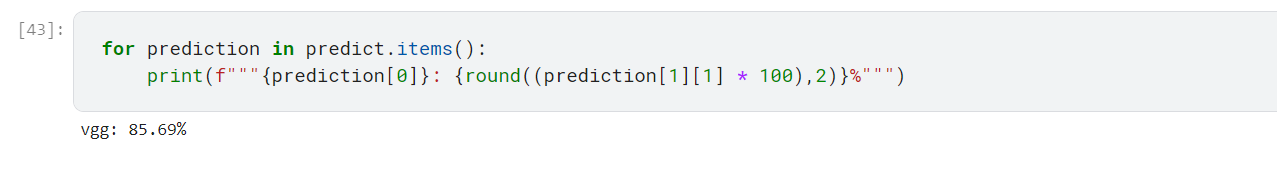 [43]:
for prediction in predict.items():
    print(f"""{prediction[0]}: {round((prediction[1][1] * 100),2)}%""")
vgg: 85.69%